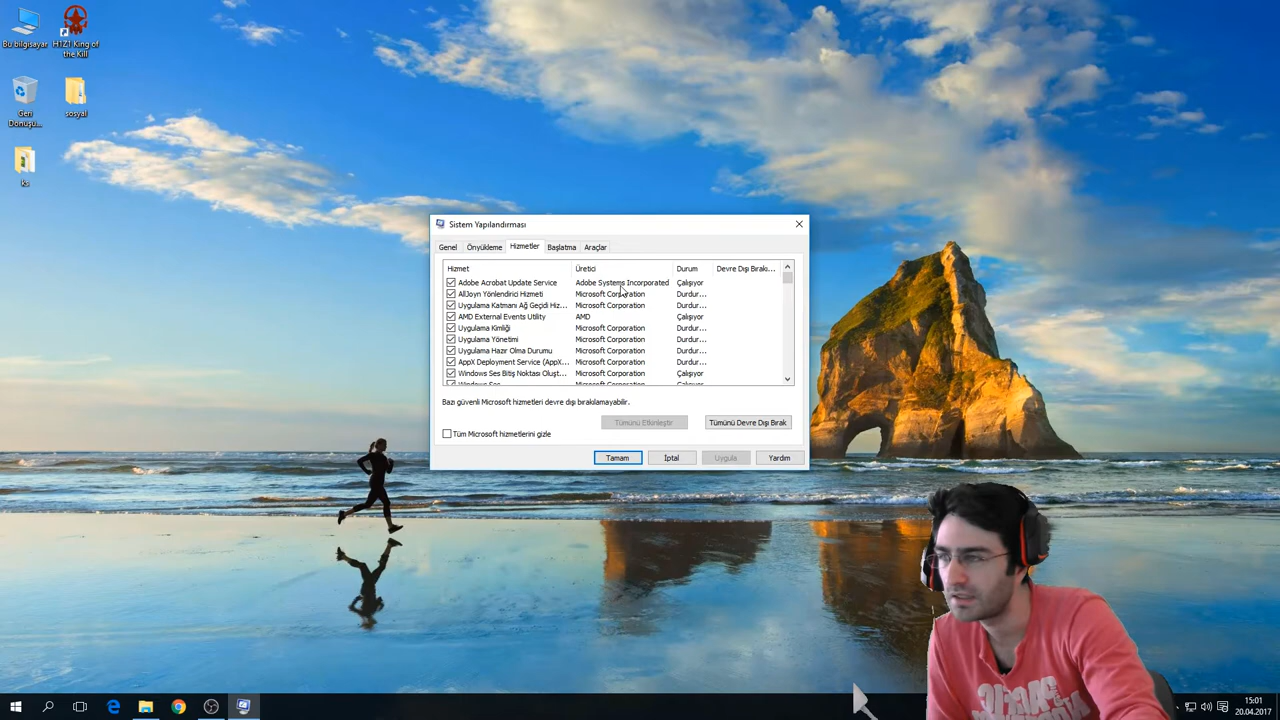 Bu bilgisayar
H1Z1 King of
the Kill
Geri
Dönüşü...
sosyal
ks
Sistem Yapılandırması
Genel Önyükleme Hizmetler Başlatma Araçlar
Hizmet Üretici Durum Devre Dışı Bırakı...
Adobe Acrobat Update Service Adobe Systems Incorporated Çalışıyor
AllJoyn Yönlendirici Hizmeti Microsoft Corporation Durdur...
Uygulama Katmanı Ağ Geçidi Hiz... Microsoft Corporation Durdur...
AMD External Events Utility AMD Çalışıyor
Uygulama Kimliği Microsoft Corporation Durdur...
Uygulama Yönetimi Microsoft Corporation Durdur...
Uygulama Hazır Olma Durumu Microsoft Corporation Durdur...
AppX Deployment Service (AppX... Microsoft Corporation Durdur...
Windows Ses Bitiş Noktası Oluşt... Microsoft Corporation Çalışıyor
Windows Ses Microsoft Corporation Çalışıyor
Bazı güvenli Microsoft hizmetleri devre dışı bırakılamayabilir.
Tümünü Etkinleştir Tümünü Devre Dışı Bırak
Tüm Microsoft hizmetlerini gizle
Tamam İptal Uygula Yardım
15:01
20.04.2017